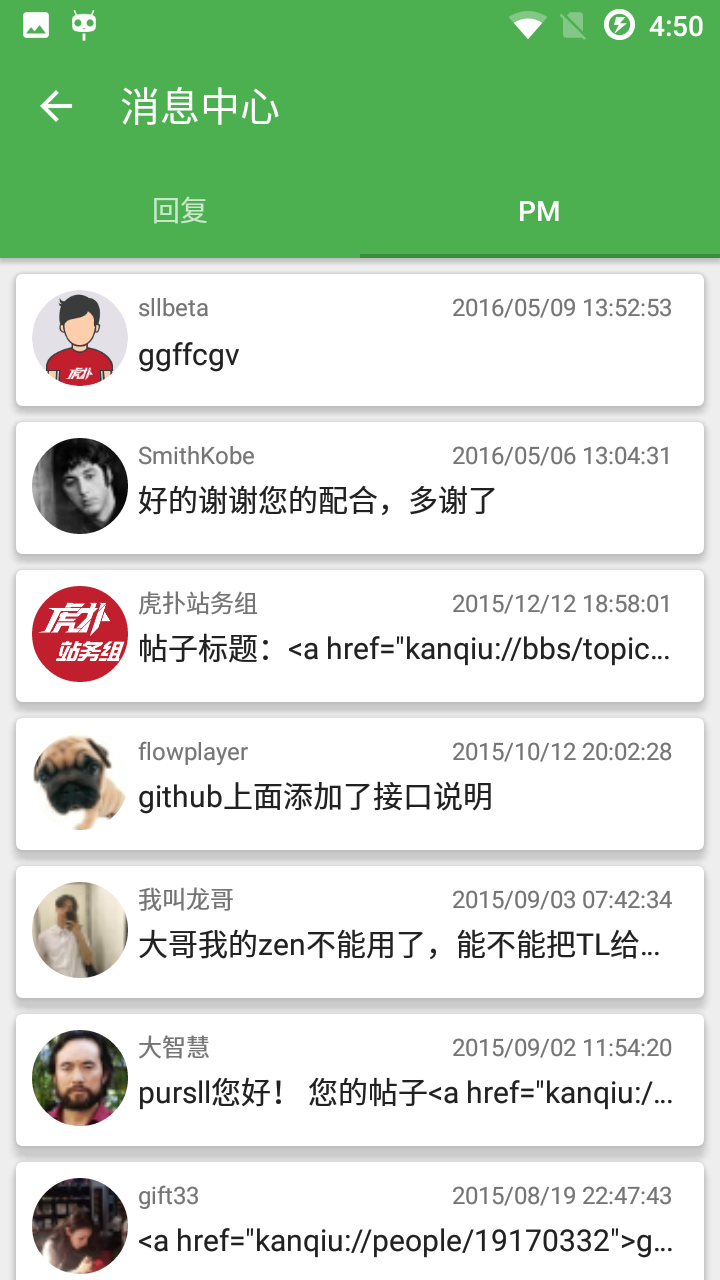 4:50
消息中心
回复
PM
sllbeta 2016/05/09 13:52:53
ggffcgv
虎扑
SmithKobe 2016/05/06 13:04:31
好的谢谢您的配合，多谢了
虎扑站务组 2015/12/12 18:58:01
虎扑
站务组
帖子标题：<a href="kanqiu://bbs/topic...
flowplayer 2015/10/12 20:02:28
github上面添加了接口说明
我叫龙哥 2015/09/03 07:42:34
大哥我的zen不能用了，能不能把TL给...
大智慧 2015/09/02 11:54:20
pursll您好！ 您的帖子<a href="kanqiu:/...
gift33 2015/08/19 22:47:43
<a href="kanqiu://people/19170332">g...